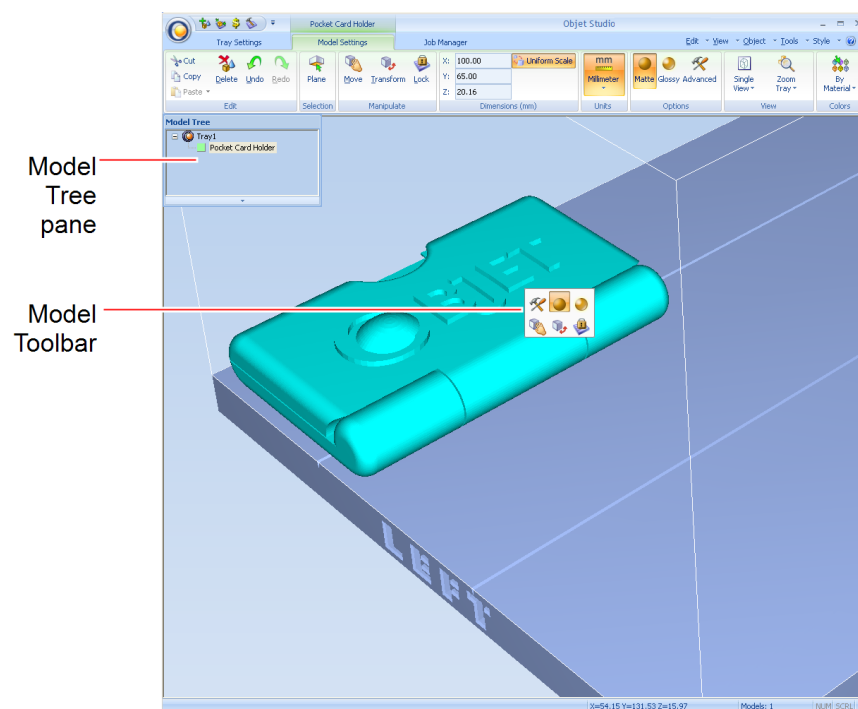 Pocket Card Holder
Objet Studio
Tray Settings
Model Settings
Job Manager
Edit
View
Object
Tools
Style
Cut
Copy
Paste
Delete
Undo
Redo
Edit
Plane
Selection
Move
Transform
Lock
Manipulate
X: 100.00
Y: 65.00
Z: 20.16
Uniform Scale
Dimensions (mm)
mm
Millimeter
Units
Matte
Glossy
Advanced
Options
Single
View
Zoom
Tray
View
By
Material
Colors
Model Tree
Tray1
Pocket Card Holder
Model
Tree
pane
Model
Toolbar
OBJET
LEFT
X=54.15 Y=131.53 Z=15.97
Models: 1
NUM SCRL